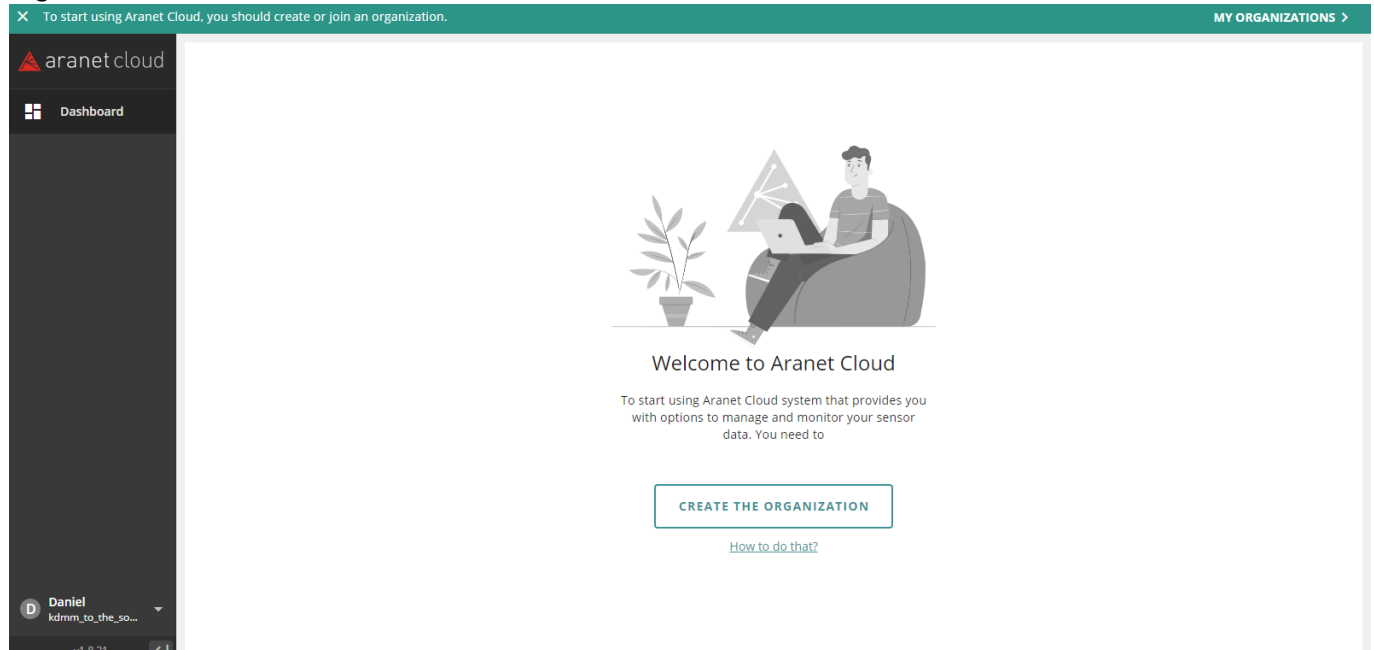 To start using Aranet Cloud, you should create or join an organization.
MY ORGANIZATIONS
aranet cloud
Dashboard
Welcome to Aranet Cloud
To start using Aranet Cloud system that provides you
with options to manage and monitor your sensor
data. You need to
CREATE THE ORGANIZATION
How to do that?
D
Daniel
kdmm_to_the_so...